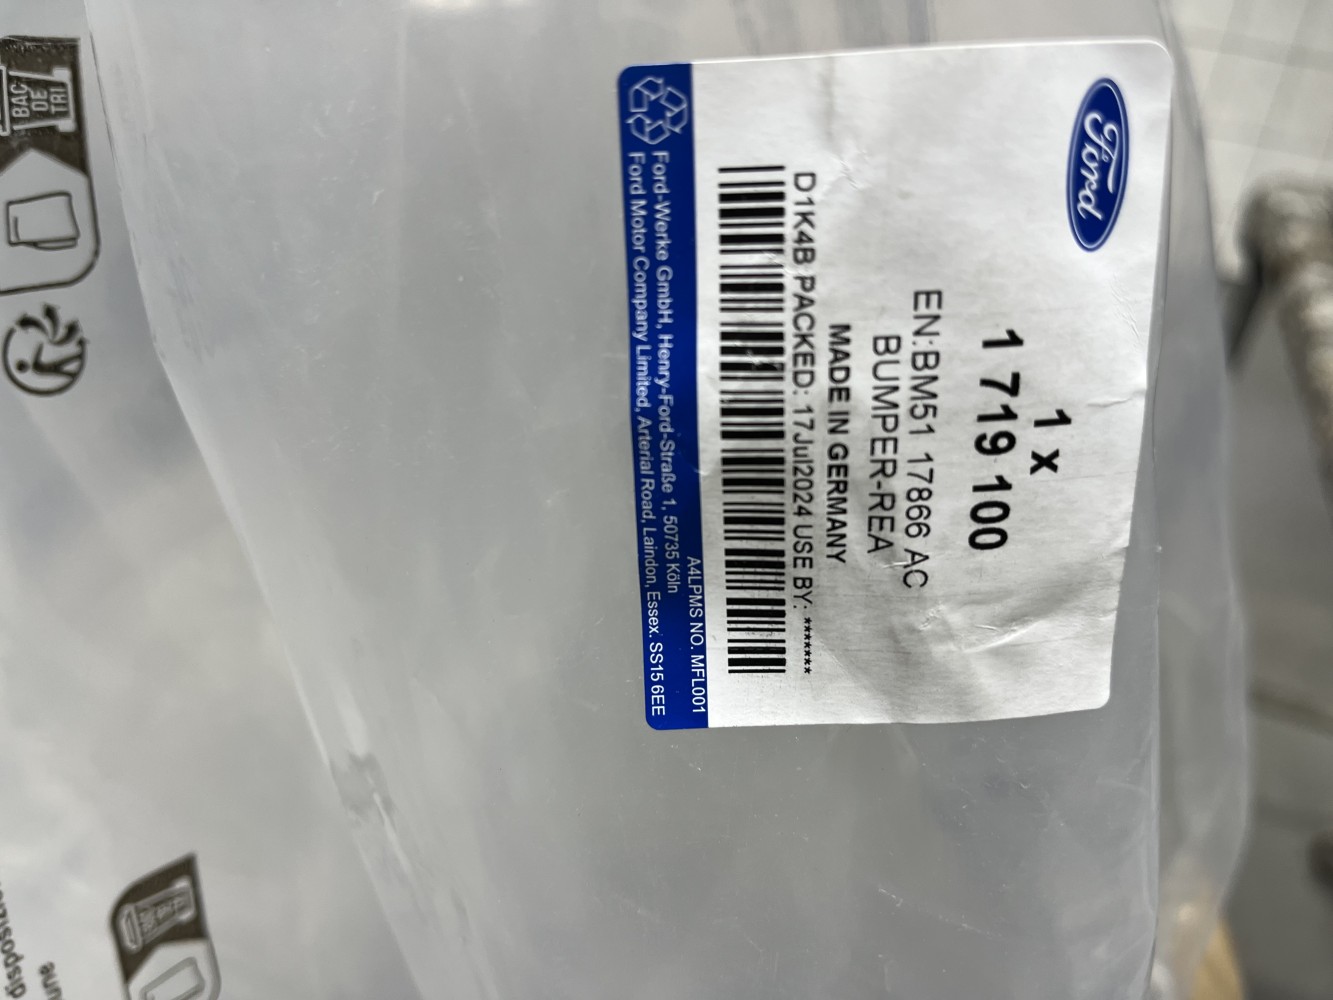 Ford
1 x
1 719 100
EN:BM51 17866 AC
BUMPER-REA
MADE IN GERMANY
D1K4B PACKED: 17Jul2024 USE BY: *******
A4LPMS NO. MFL001
Ford-Werke GmbH, Henry-Ford-Straße 1, 50735 Köln
Ford Motor Company Limited, Arterial Road, Laindon, Essex. SS15 6EE
BAC
DE
TRI